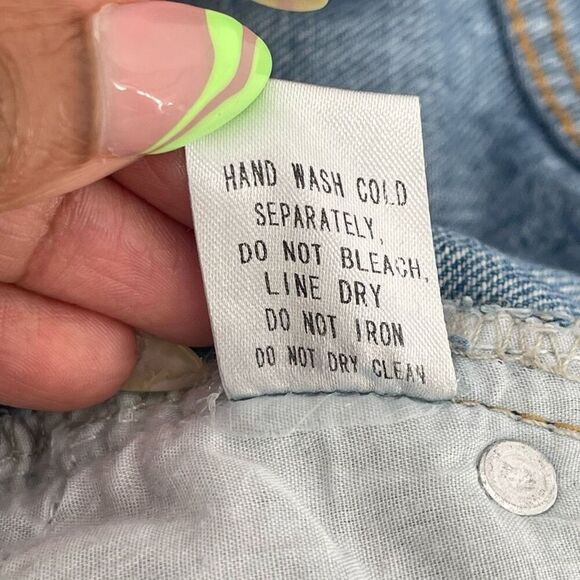 HAND WASH COLD
SEPARATELY,
DO NOT BLEACH,
LINE DRY
DO NOT IRON
DO NOT DRY CLEAN